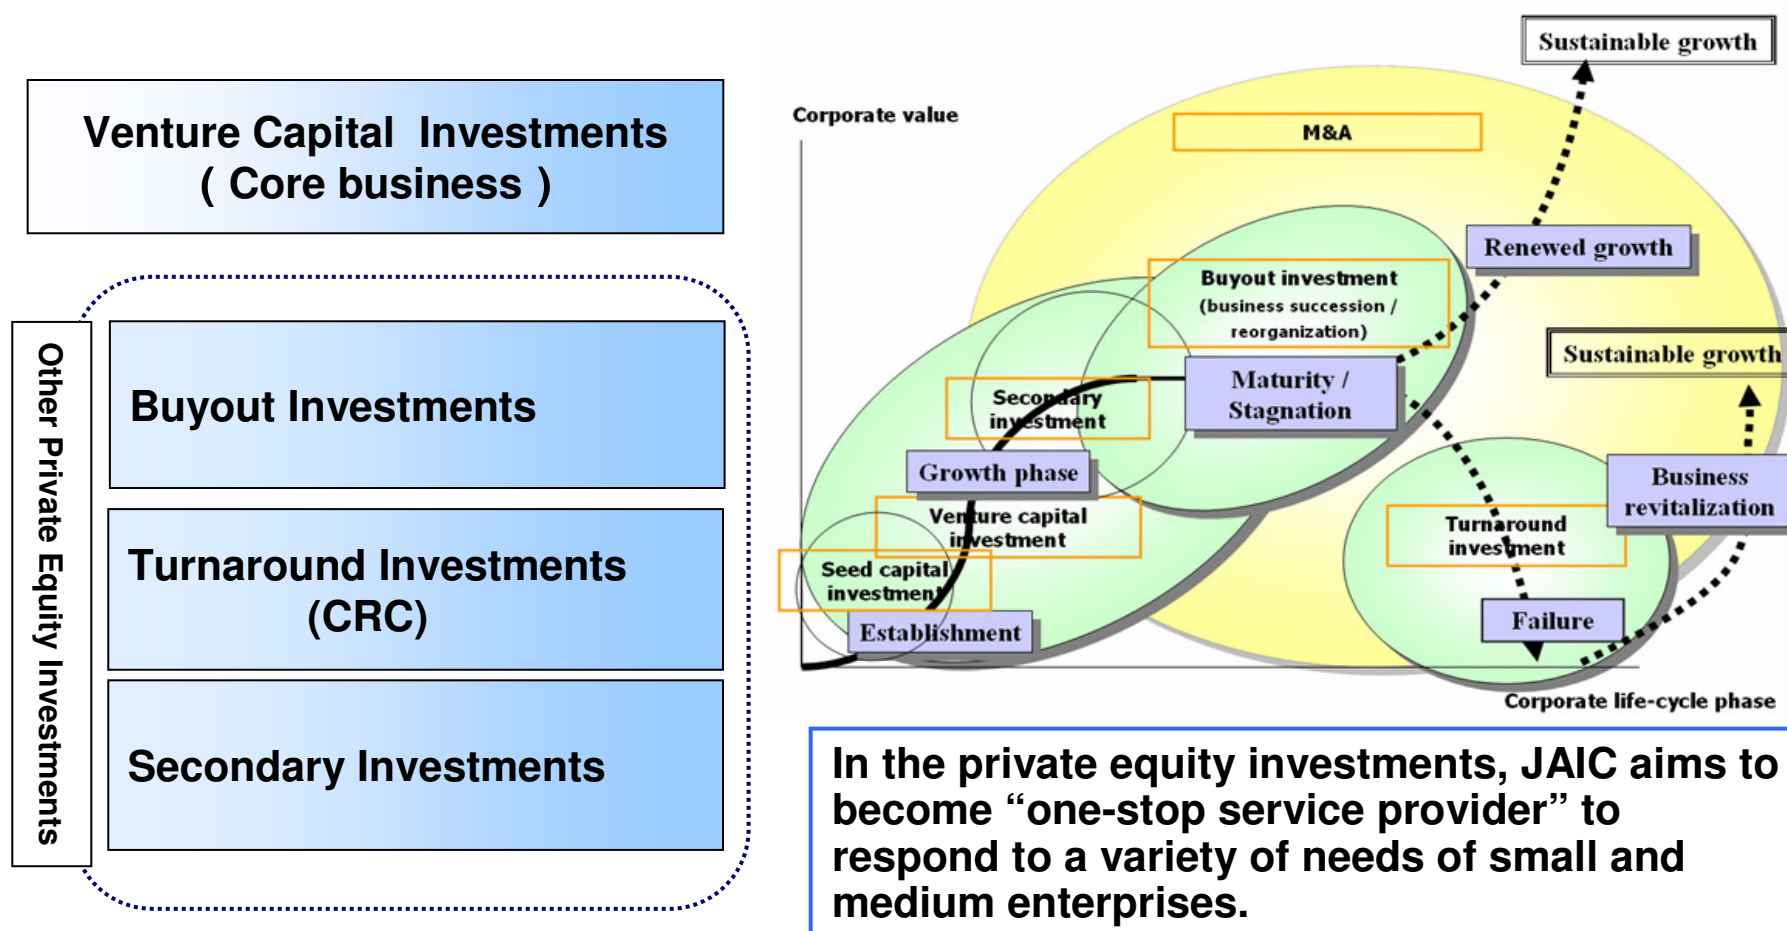 Venture Capital Investments
( Core business )
Other Private Equity Investments
Buyout Investments
Turnaround Investments
(CRC)
Secondary Investments
Sustainable growth
Corporate value
M&A
Renewed growth
Buyout investment
(business succession /
reorganization)
Sustainable growth
Maturity /
Stagnation
Secondary
investment
Growth phase
Business
revitalization
Venture capital
investment
Turnaround
investment
Seed capital
investment
Establishment
Failure
Corporate life-cycle phase
In the private equity investments, JAIC aims to
become “one-stop service provider” to
respond to a variety of needs of small and
medium enterprises.